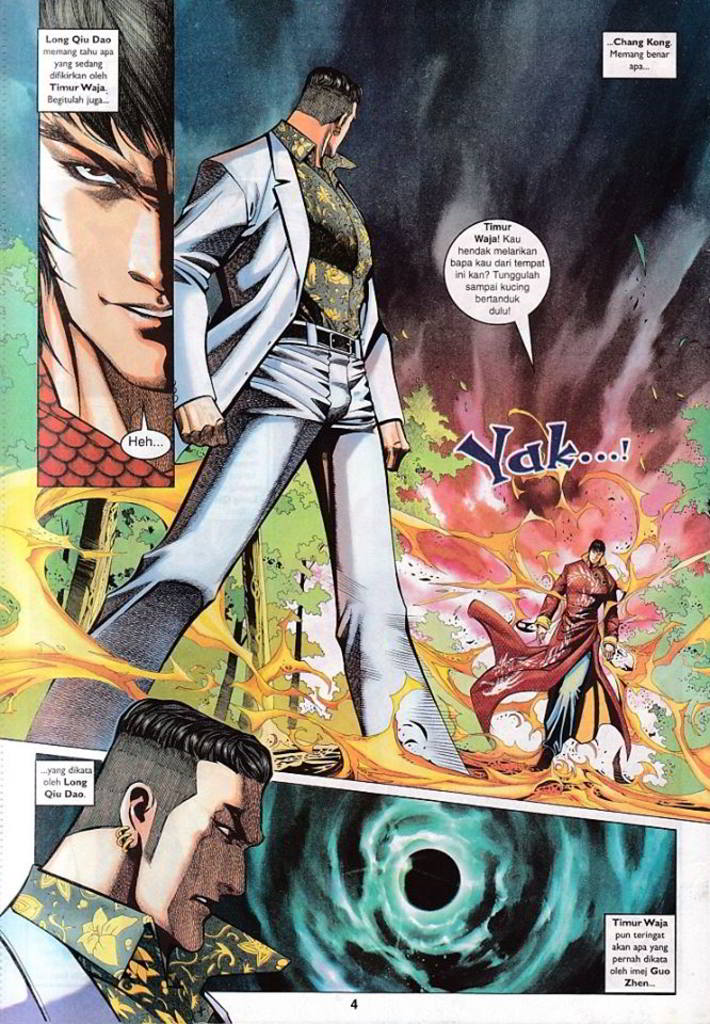 Long Qiu Dao
memang tahu apa
yang sedang
difikirkan oleh
Timur Waja.
Begitulah juga...
...Chang Kong.
Memang benar
apa...
Timur
Waja! Kau
hendak melarikan
bapa kau dari tempat
ini kan? Tunggulah
sampai kucing
bertanduk
dulu!
Heh...
Yak...!
...yang dikata
oleh Long
Qiu Dao.
Timur Waja
pun teringat
akan apa yang
pernah dikata
oleh imej Guo
Zhen...
4